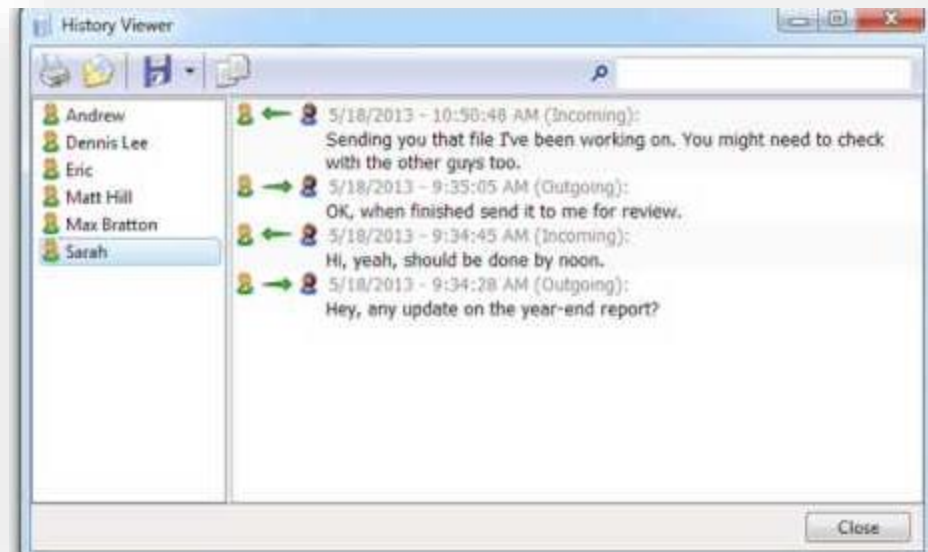 History Viewer
Andrew
Dennis Lee
Eric
Matt Hill
Max Bratton
Sarah
5/18/2013 - 10:50:48 AM (Incoming):
Sending you that file I've been working on. You might need to check
with the other guys too.
5/18/2013 - 9:35:05 AM (Outgoing):
OK, when finished send it to me for review.
5/18/2013 - 9:34:45 AM (Incoming):
Hi, yeah, should be done by noon.
5/18/2013 - 9:34:28 AM (Outgoing):
Hey, any update on the year-end report?
Close